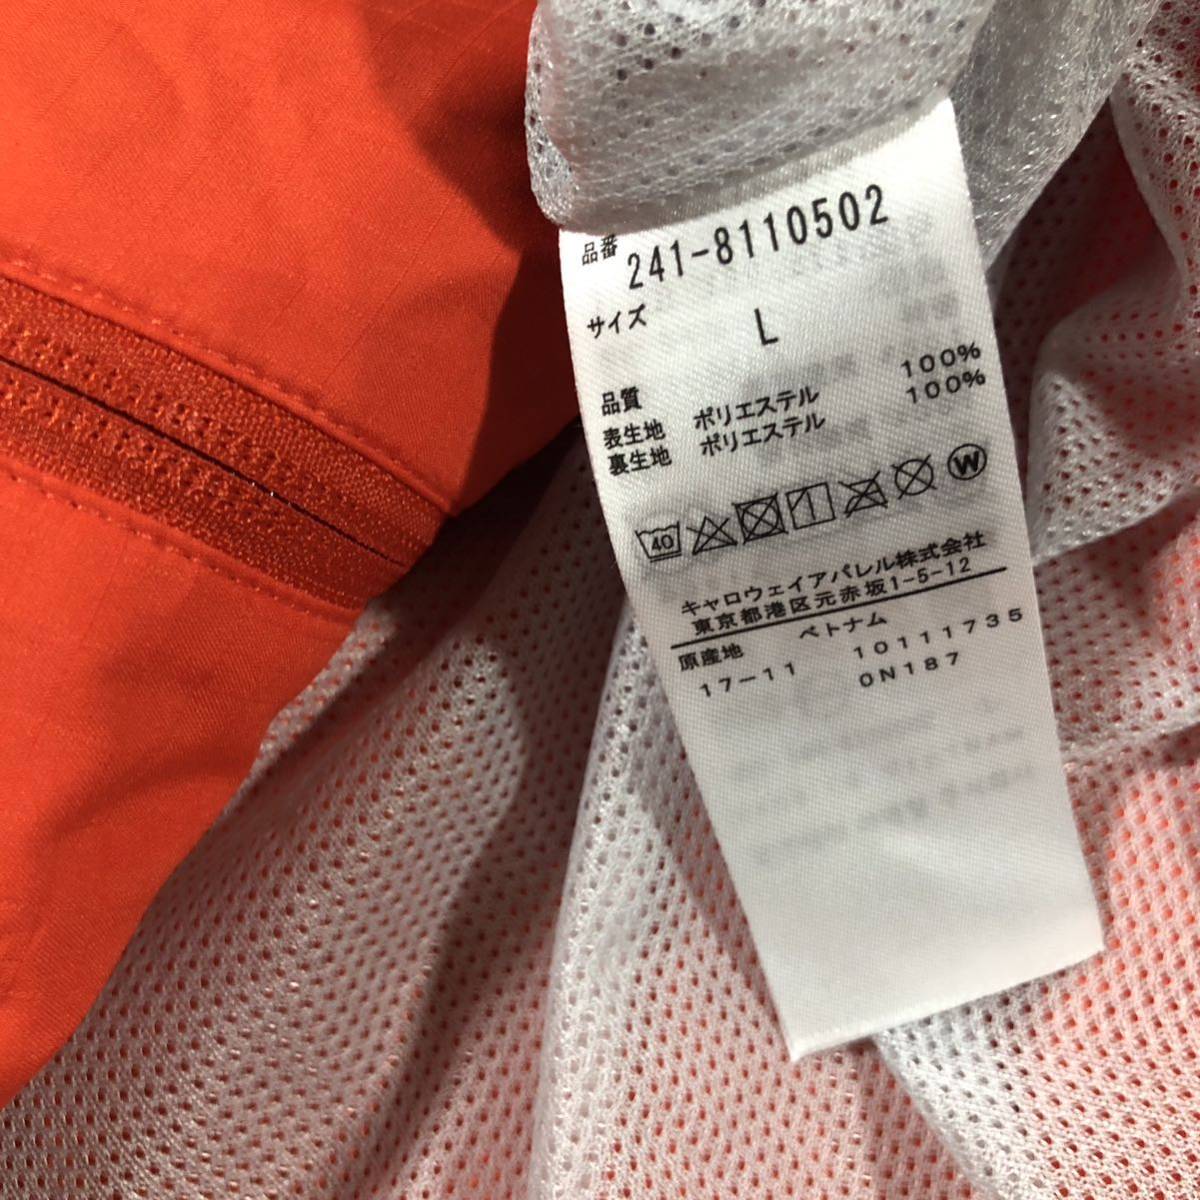 品番 241-8110502
サイズ L
品質
表生地 ポリエステル 100%
裏生地 ポリエステル 100%
40 W
キャロウェイアパレル株式会社
東京都港区元赤坂1-5-12
原産地 ベトナム
17-11 10111735
0N187